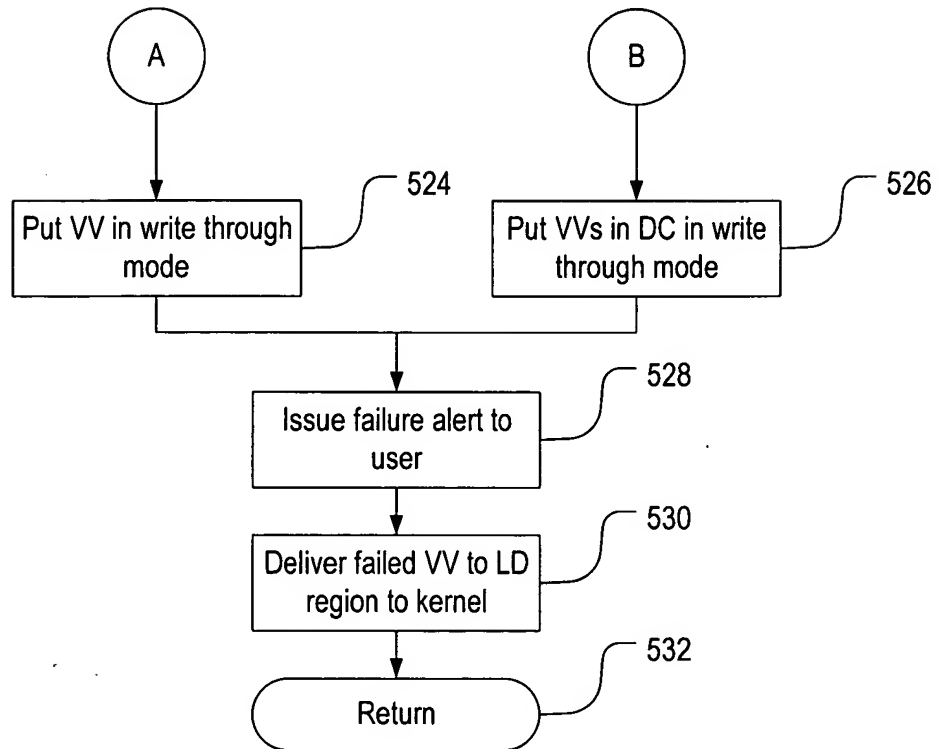 A
B
524
526
Put VV in write through
mode
Put VVs in DC in write
through mode
528
Issue failure alert to
user
530
Deliver failed VV to LD
region to kernel
532
Return